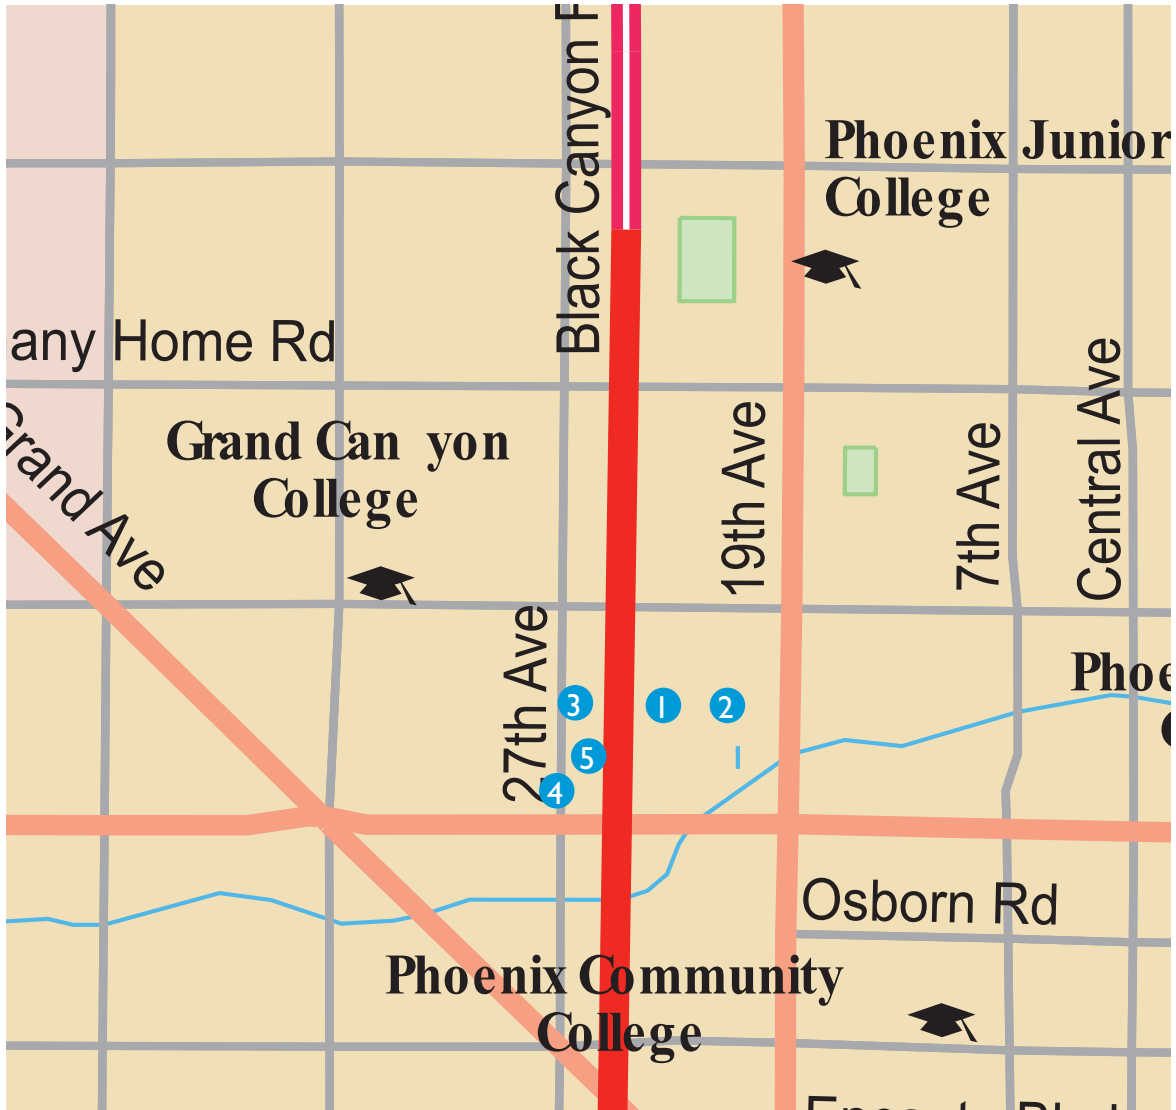 Black Canyon F
Phoenix Junior
College
any Home Rd
Grand Ave
Grand Can yon
College
19th Ave
7th Ave
Central Ave
27th Ave
Phoe
3
1
2
5
4
Osborn Rd
Phoenix Community
College